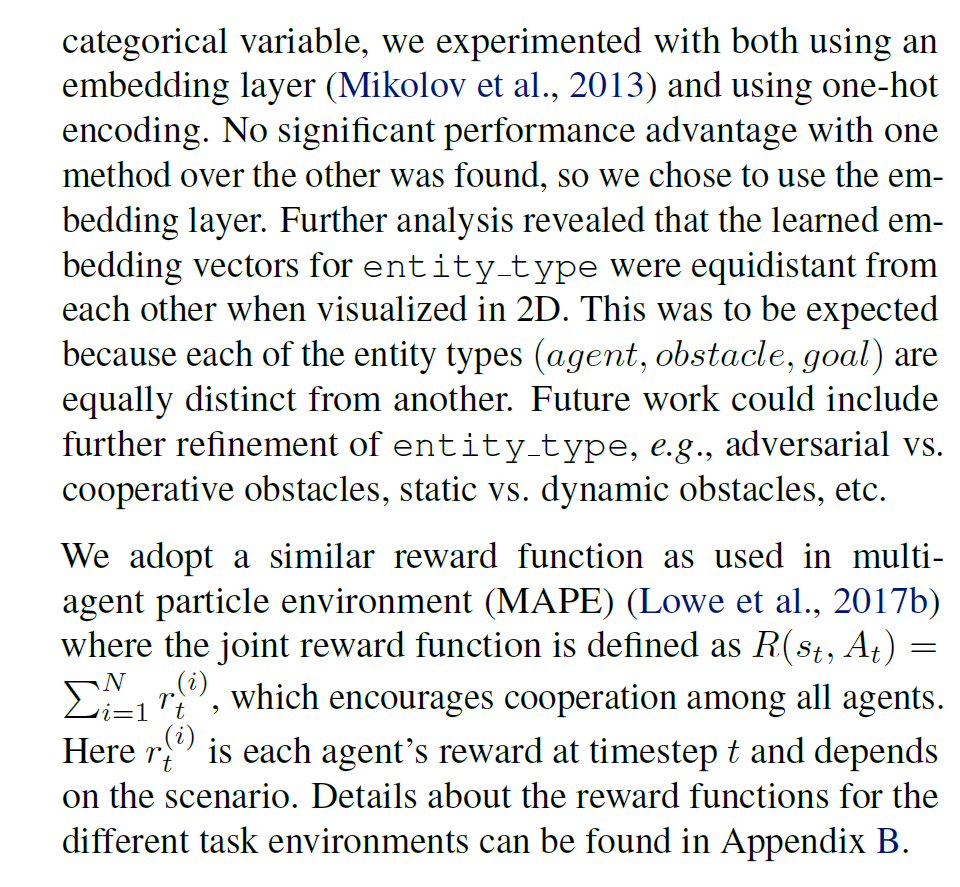 categorical variable, we experimented with both using an
embedding layer (Mikolov et al., 2013) and using one-hot
encoding. No significant performance advantage with one
method over the other was found, so we chose to use the em-
bedding layer. Further analysis revealed that the learned em-
bedding vectors for entity_type were equidistant from
each other when visualized in 2D. This was to be expected
because each of the entity types (agent, obstacle, goal) are
equally distinct from another. Future work could include
further refinement of entity_type, e.g., adversarial vs.
cooperative obstacles, static vs. dynamic obstacles, etc.
We adopt a similar reward function as used in multi-
agent particle environment (MAPE) (Lowe et al., 2017b)
where the joint reward function is defined as R(s_t, A_t) =
∑_{i=1}^{N} r_t^{(i)}, which encourages cooperation among all agents.
Here r_t^{(i)} is each agent's reward at timestep t and depends
on the scenario. Details about the reward functions for the
different task environments can be found in Appendix B.